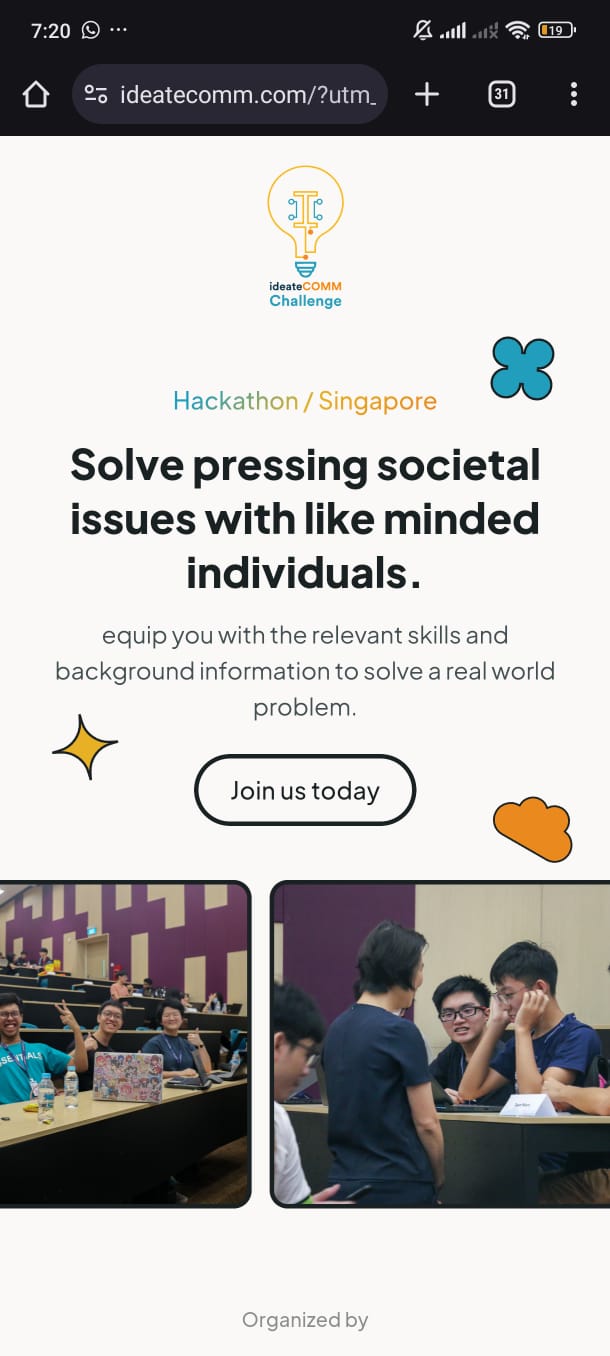 7:20
19
ideatecomm.com/?utm_
31
ideateCOMM
Challenge
Hackathon / Singapore
Solve pressing societal
issues with like minded
individuals.
equip you with the relevant skills and
background information to solve a real world
problem.
Join us today
Organized by